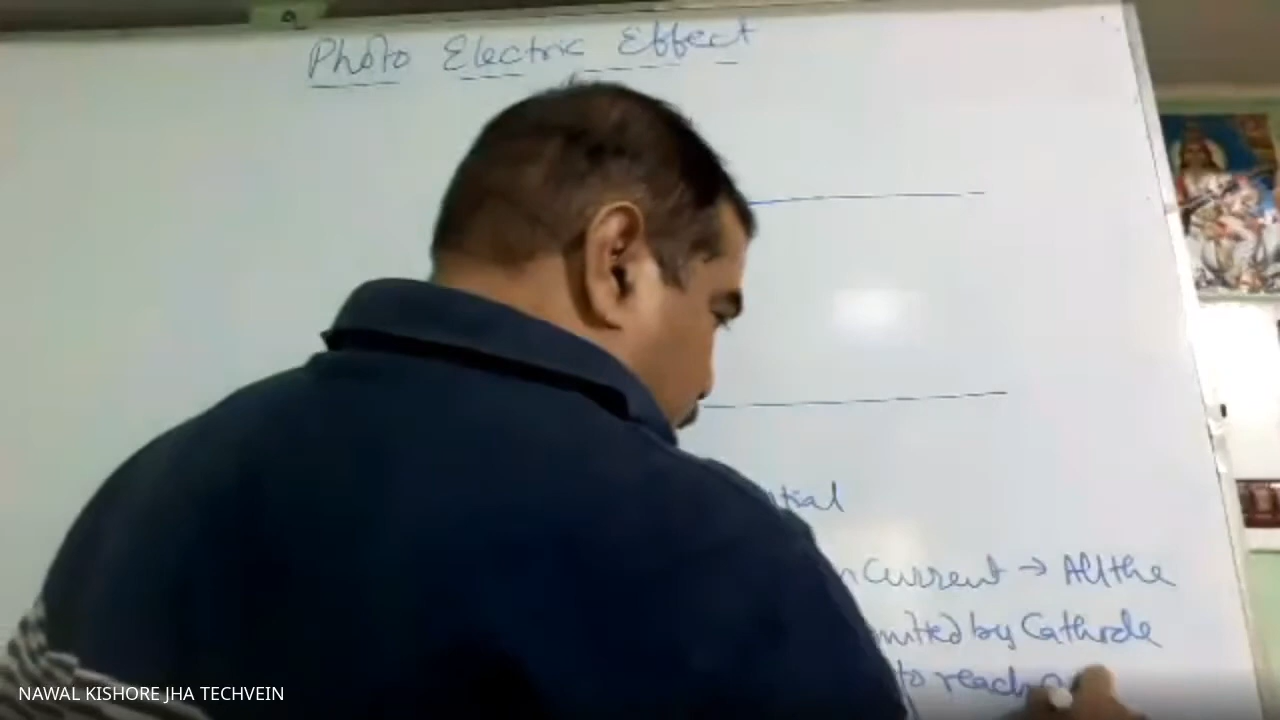 Photo Electric Effect
tial
n Current → All the
mitted by Cathode
to reach
NAWAL KISHORE JHA TECHVEIN